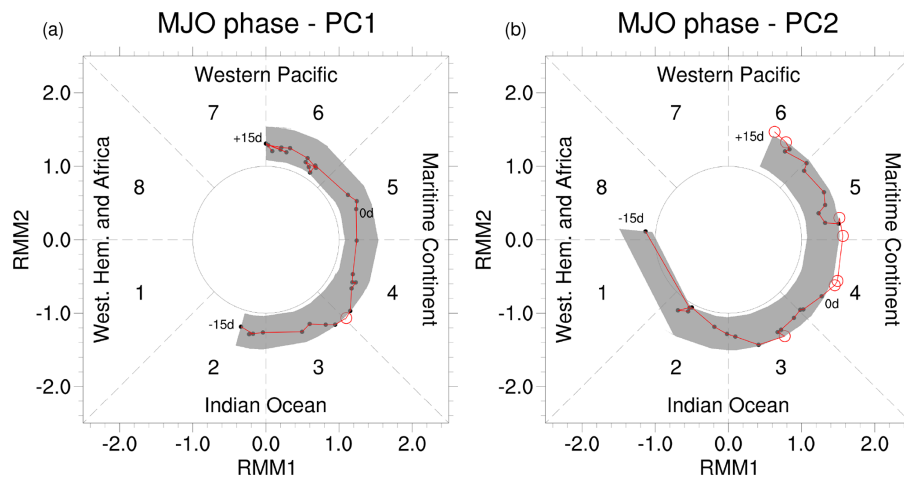 (a) MJO phase - PC1
Western Pacific
7 6
+15d
8 5
0d
1 4
-15d
2 3
Indian Ocean
West. Hem. and Africa
Maritime Continent
RMM2
2.0
1.0
0.0
-1.0
-2.0
-2.0 -1.0 0.0 1.0 2.0
RMM1
(b) MJO phase - PC2
Western Pacific
7 6
+15d
8 5
-15d
1 4
0d
2 3
Indian Ocean
West. Hem. and Africa
Maritime Continent
RMM2
2.0
1.0
0.0
-1.0
-2.0
-2.0 -1.0 0.0 1.0 2.0
RMM1